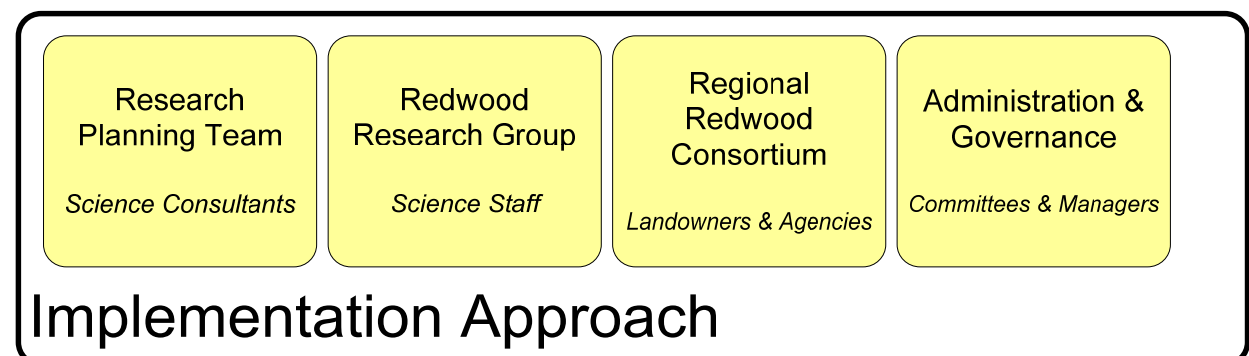 Research
Planning Team
Science Consultants
Redwood
Research Group
Science Staff
Regional
Redwood
Consortium
Landowners & Agencies
Administration &
Governance
Committees & Managers
Implementation Approach